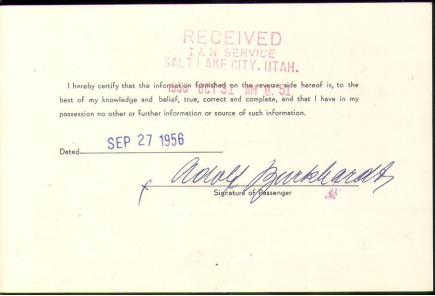 RECEIVED
I & N SERVICE
SALT LAKE CITY, UTAH.
I hereby certify that the information furnished on the reverse side hereof is, to the
1956 OCT 31 AM 8:51
best of my knowledge and belief, true, correct and complete, and that I have in my
possession no other or further information or source of such information.
Dated SEP 27 1956
x Adolf Burkhardt
Signature of Passenger